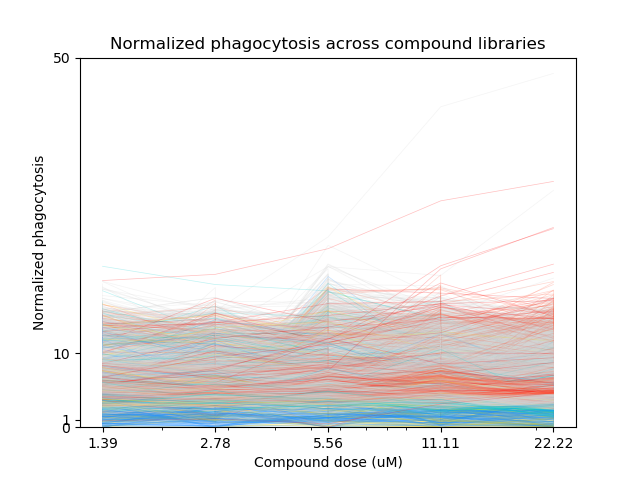 Normalized phagocytosis across compound libraries
50
10
1
0
Normalized phagocytosis
1.39 2.78 5.56 11.11 22.22
Compound dose (uM)